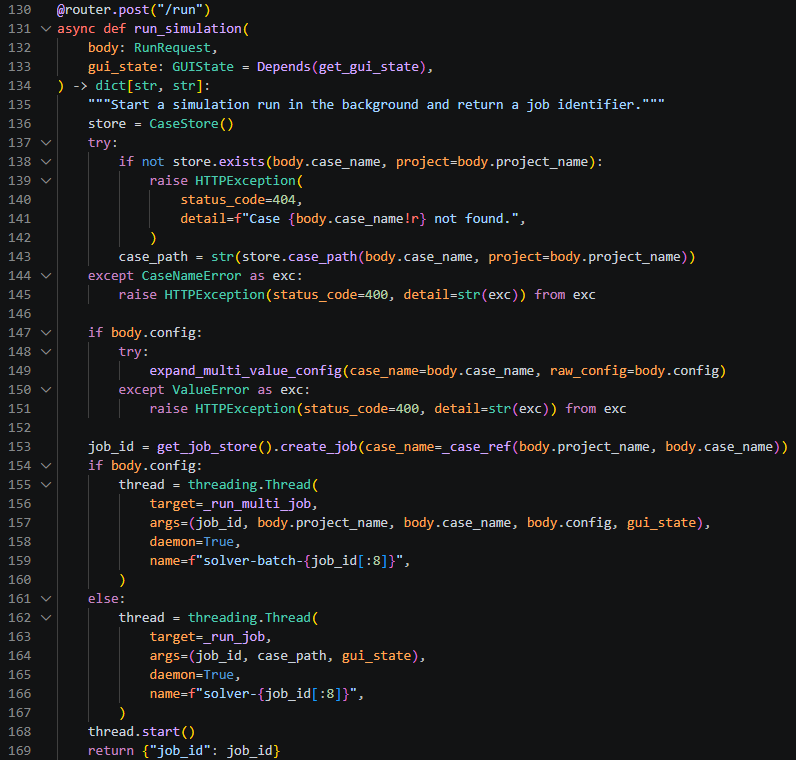 130 @router.post("/run")
131 async def run_simulation(
132     body: RunRequest,
133     gui_state: GUIState = Depends(get_gui_state),
134 ) -> dict[str, str]:
135     """Start a simulation run in the background and return a job identifier."""
136     store = CaseStore()
137     try:
138         if not store.exists(body.case_name, project=body.project_name):
139             raise HTTPException(
140                 status_code=404,
141                 detail=f"Case {body.case_name!r} not found.",
142             )
143         case_path = str(store.case_path(body.case_name, project=body.project_name))
144     except CaseNameError as exc:
145         raise HTTPException(status_code=400, detail=str(exc)) from exc
146
147     if body.config:
148         try:
149             expand_multi_value_config(case_name=body.case_name, raw_config=body.config)
150         except ValueError as exc:
151             raise HTTPException(status_code=400, detail=str(exc)) from exc
152
153     job_id = get_job_store().create_job(case_name=_case_ref(body.project_name, body.case_name))
154     if body.config:
155         thread = threading.Thread(
156             target=_run_multi_job,
157             args=(job_id, body.project_name, body.case_name, body.config, gui_state),
158             daemon=True,
159             name=f"solver-batch-{job_id[:8]}",
160         )
161     else:
162         thread = threading.Thread(
163             target=_run_job,
164             args=(job_id, case_path, gui_state),
165             daemon=True,
166             name=f"solver-{job_id[:8]}",
167         )
168     thread.start()
169     return {"job_id": job_id}